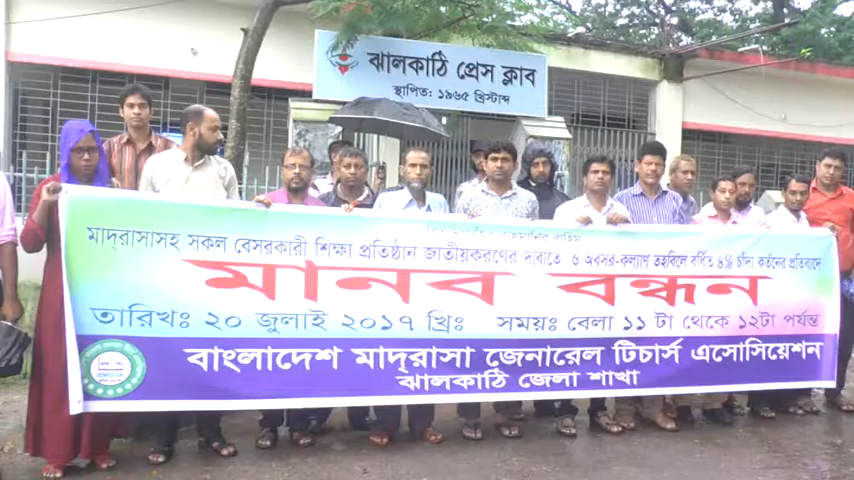 ঝালকাঠি প্রেস ক্লাব
স্থাপিত: ১৯৬৫ খ্রিস্টাব্দ
মাদ্‌রাসাসহ সকল বেসরকারী শিক্ষা প্রতিষ্ঠান জাতীয়করণের দাবীতে ও অবসর-কল্যাণ তহবিলে বর্ধিত ৪% চাঁদা কর্তনের প্রতিবাদে
মানব বন্ধন
তারিখঃ ২০ জুলাই ২০১৭ খ্রিঃ সময়ঃ বেলা ১১ টা থেকে ১২টা পর্যন্ত
বাংলাদেশ মাদ্‌রাসা জেনারেল টিচার্স এসোসিয়েশন
ঝালকাঠি জেলা শাখা